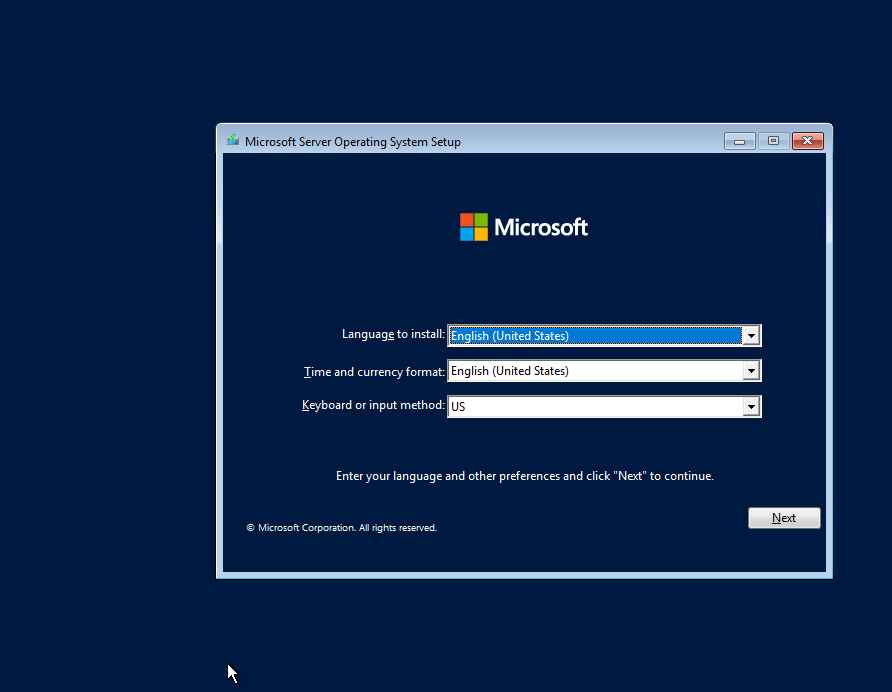 Microsoft Server Operating System Setup
Microsoft
Language to install: English (United States)
Time and currency format: English (United States)
Keyboard or input method: US
Enter your language and other preferences and click "Next" to continue.
Next
© Microsoft Corporation. All rights reserved.